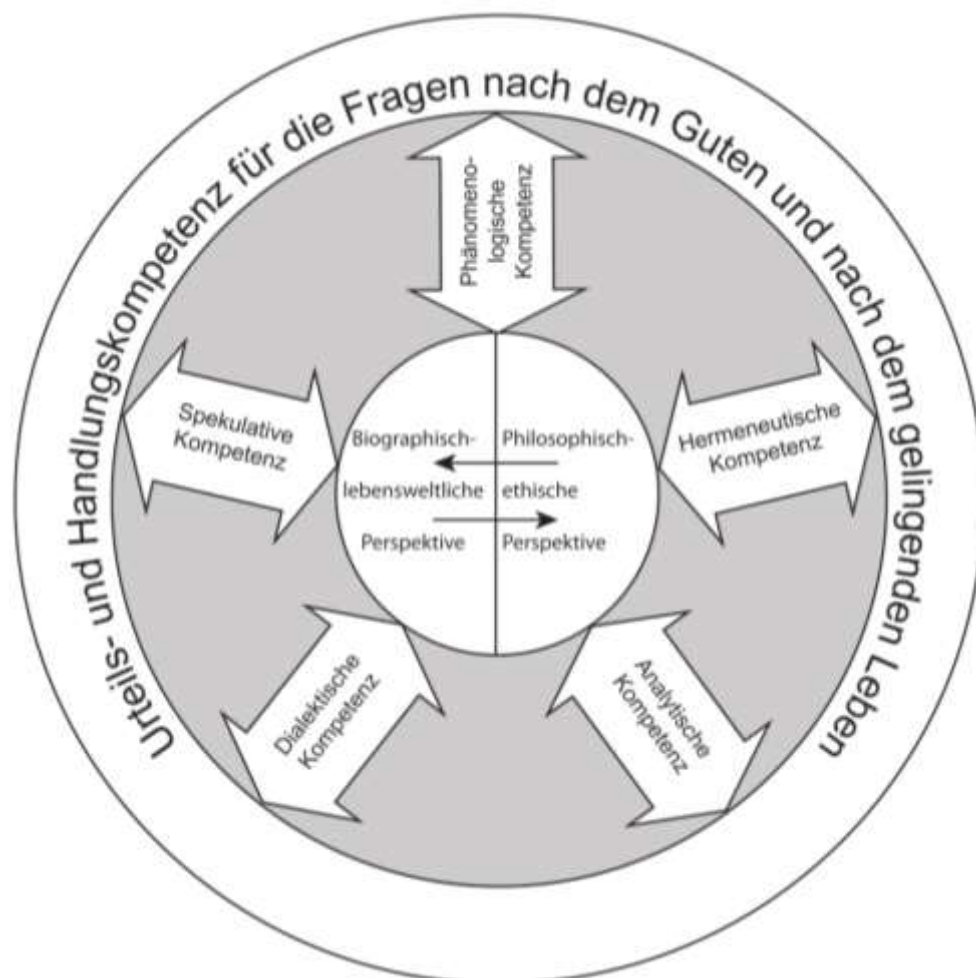 Urteils- und Handlungskompetenz für die Fragen nach dem Guten und nach dem gelingenden Leben
Phänomeno-
logische
Kompetenz
Spekulative
Kompetenz
Hermeneutische
Kompetenz
Biographisch-
lebensweltliche
Perspektive
Philosophisch-
ethische
Perspektive
Dialektische
Kompetenz
Analytische
Kompetenz